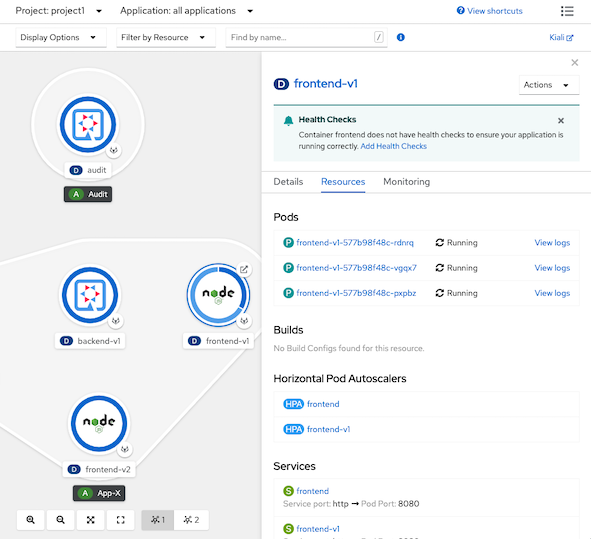 Project: project1 Application: all applications View shortcuts
Display Options Filter by Resource Find by name... / Kiali
D frontend-v1
Actions
Health Checks
Container frontend does not have health checks to ensure your application is
running correctly. Add Health Checks
Details Resources Monitoring
Pods
P frontend-v1-577b98f48c-rdnrq Running View logs
P frontend-v1-577b98f48c-vgqx7 Running View logs
P frontend-v1-577b98f48c-pxpbz Running View logs
Builds
No Build Configs found for this resource.
Horizontal Pod Autoscalers
HPA frontend
HPA frontend-v1
Services
S frontend
Service port: http → Pod Port: 8080
S frontend-v1
D audit
A Audit
node
D backend-v1
D frontend-v1
node
D frontend-v2
A App-X
1 2